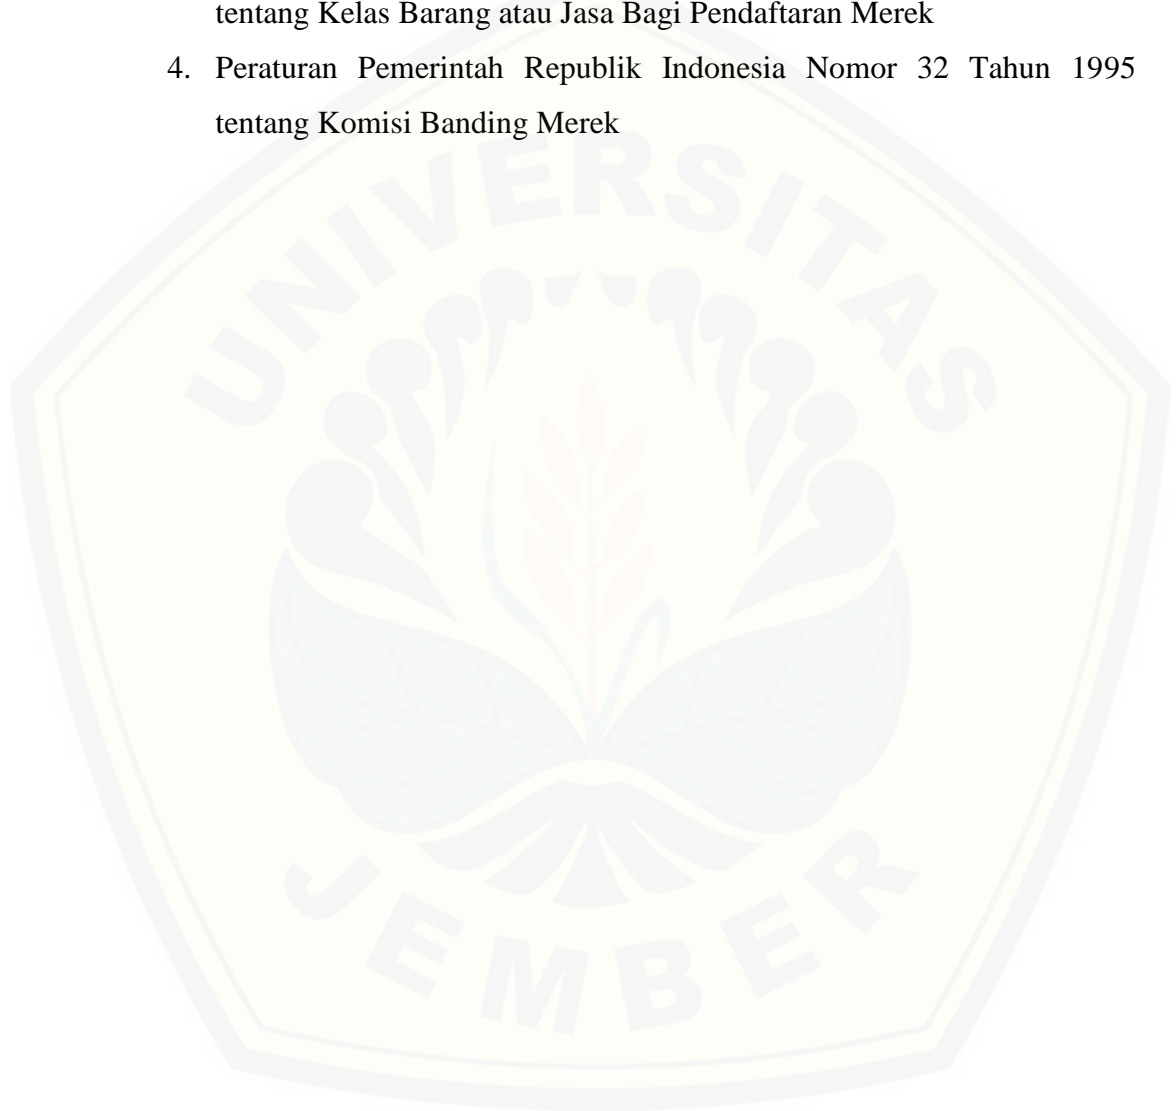 tentang Kelas Barang atau Jasa Bagi Pendaftaran Merek
4. Peraturan Pemerintah Republik Indonesia Nomor 32 Tahun 1995
tentang Komisi Banding Merek
UNIVERSITAS
JEMBER